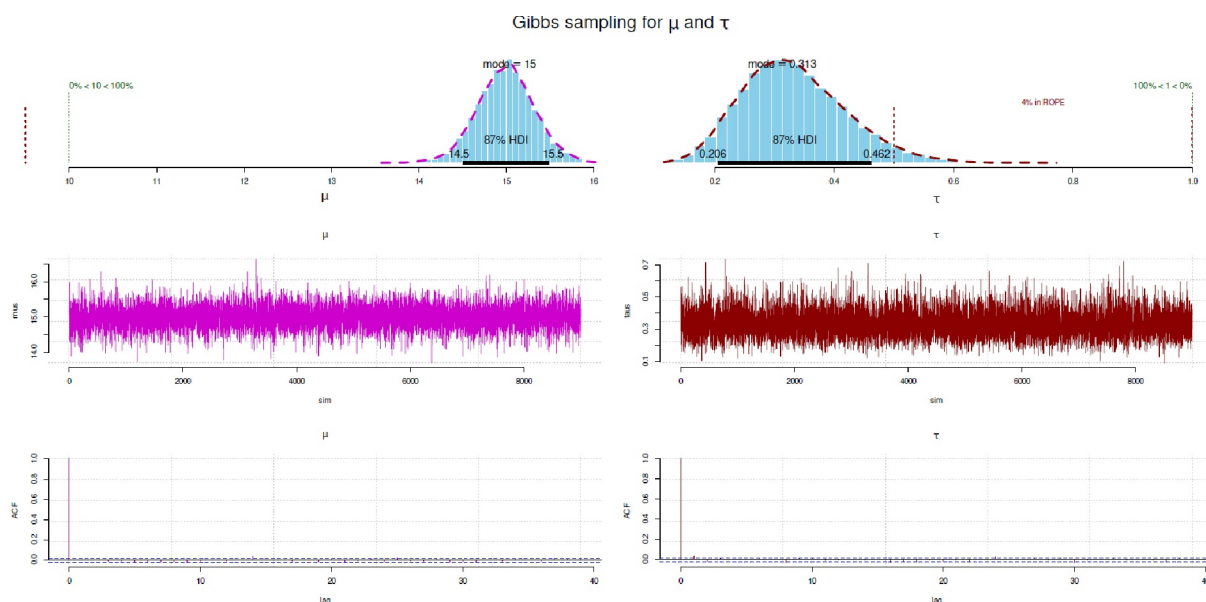 Gibbs sampling for μ and τ
mode = 15
0% < 10 < 100%
87% HDI
14.5 15.5
10 11 12 13 14 15 16
μ
mode = 0.313
100% < 1 < 0%
4% in ROPE
87% HDI
0.206 0.462
0.2 0.4 0.6 0.8 1.0
τ
μ
mus
16.0
15.0
14.0
0 2000 4000 6000 8000
sim
τ
taus
0.7
0.5
0.3
0.1
0 2000 4000 6000 8000
sim
μ
ACF
1.0
0.8
0.6
0.4
0.2
0.0
0 10 20 30 40
lag
τ
ACF
1.0
0.8
0.6
0.4
0.2
0.0
0 10 20 30 40
lag